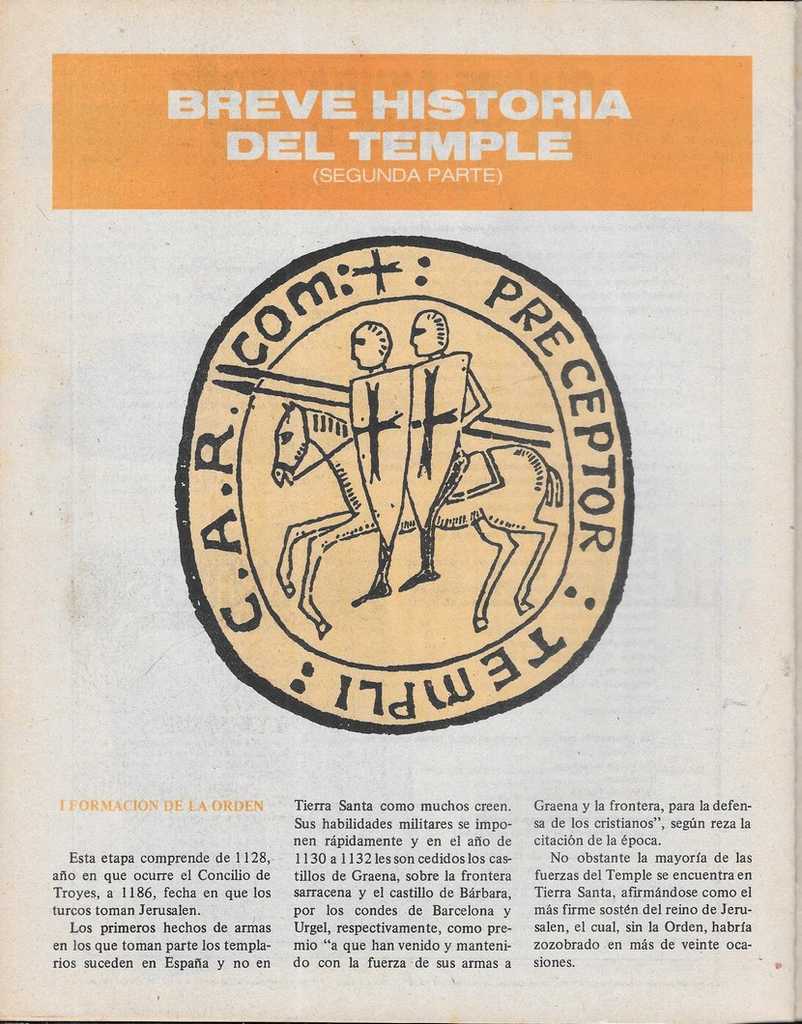 BREVE HISTORIA
DEL TEMPLE
(SEGUNDA PARTE)
: + : PRECEPTOR : TEMPLI : C.A.R. COM
I FORMACION DE LA ORDEN
Esta etapa comprende de 1128,
año en que ocurre el Concilio de
Troyes, a 1186, fecha en que los
turcos toman Jerusalen.
Los primeros hechos de armas
en los que toman parte los templa-
rios suceden en España y no en
Tierra Santa como muchos creen.
Sus habilidades militares se impo-
nen rápidamente y en el año de
1130 a 1132 les son cedidos los cas-
tillos de Graena, sobre la frontera
sarracena y el castillo de Bárbara,
por los condes de Barcelona y
Urgel, respectivamente, como pre-
mio “a que han venido y manteni-
do con la fuerza de sus armas a
Graena y la frontera, para la defen-
sa de los cristianos”, según reza la
citación de la época.
No obstante la mayoría de las
fuerzas del Temple se encuentra en
Tierra Santa, afirmándose como el
más firme sostén del reino de Jeru-
salen, el cual, sin la Orden, habría
zozobrado en más de veinte oca-
siones.